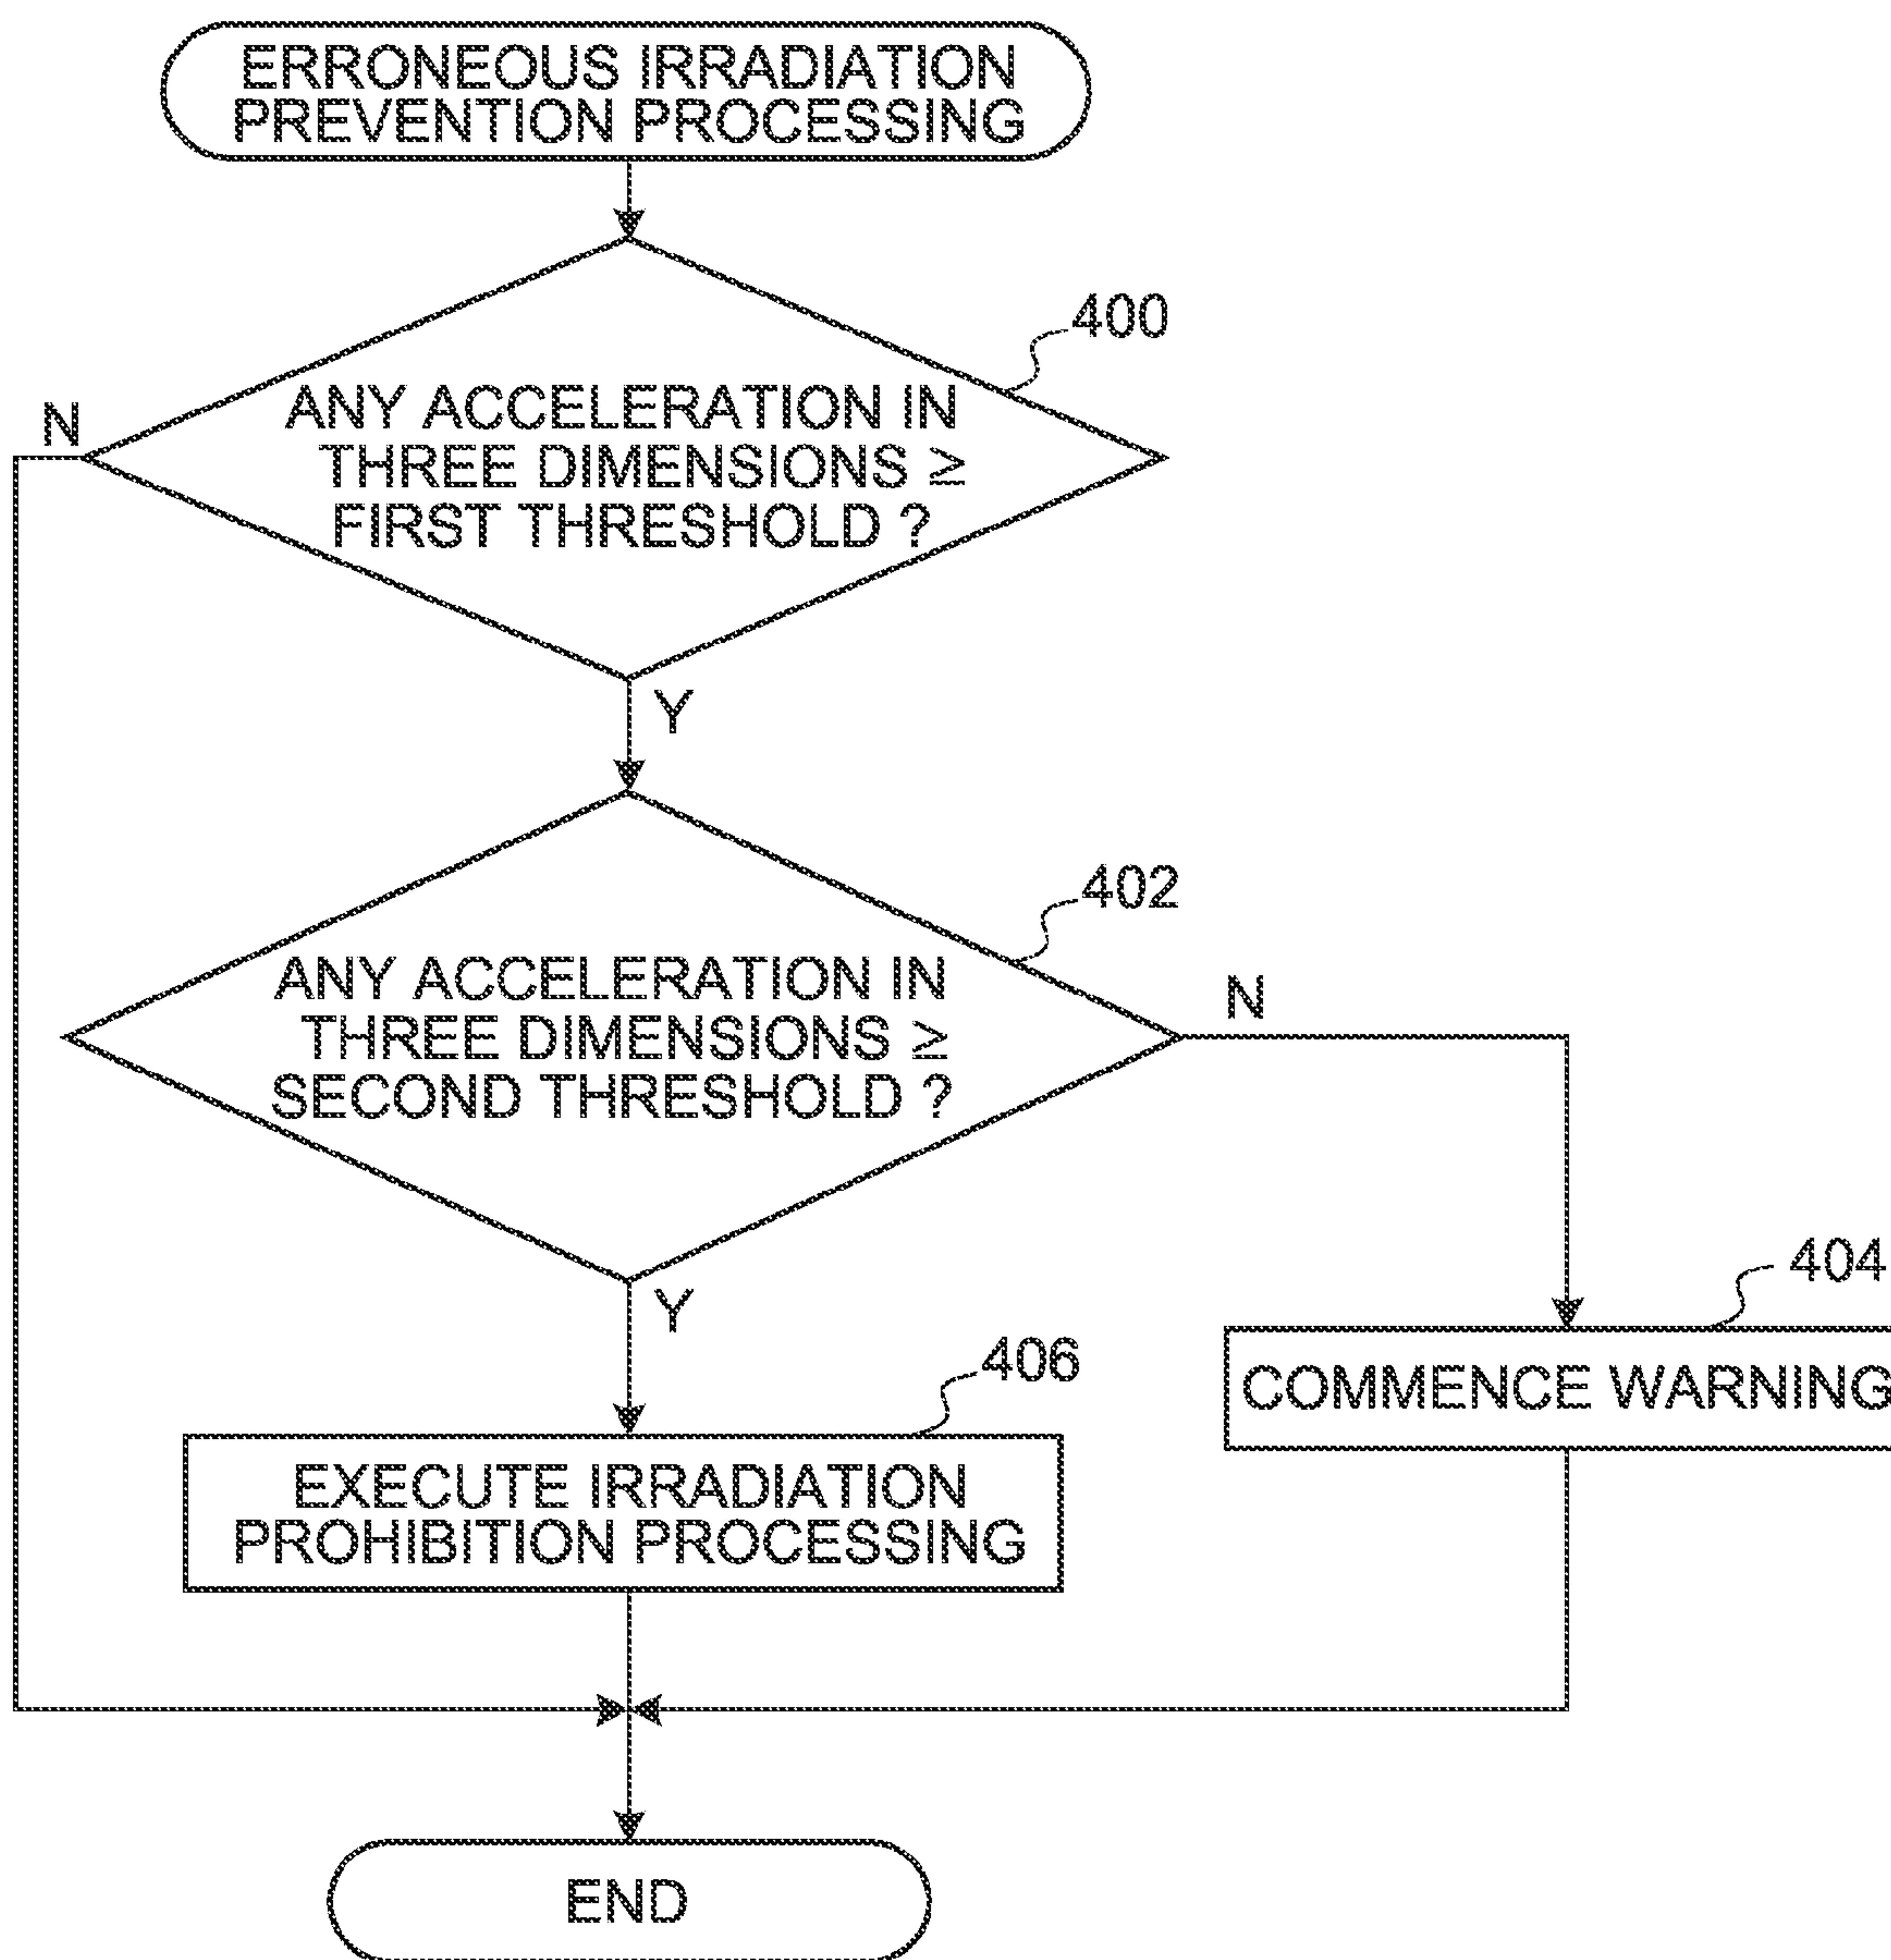 ERRONEOUS IRRADIATION
PREVENTION PROCESSING
400
N
ANY ACCELERATION IN
THREE DIMENSIONS ≥
FIRST THRESHOLD ?
Y
402
ANY ACCELERATION IN
THREE DIMENSIONS ≥
SECOND THRESHOLD ?
N
Y
404
COMMENCE WARNING
406
EXECUTE IRRADIATION
PROHIBITION PROCESSING
END